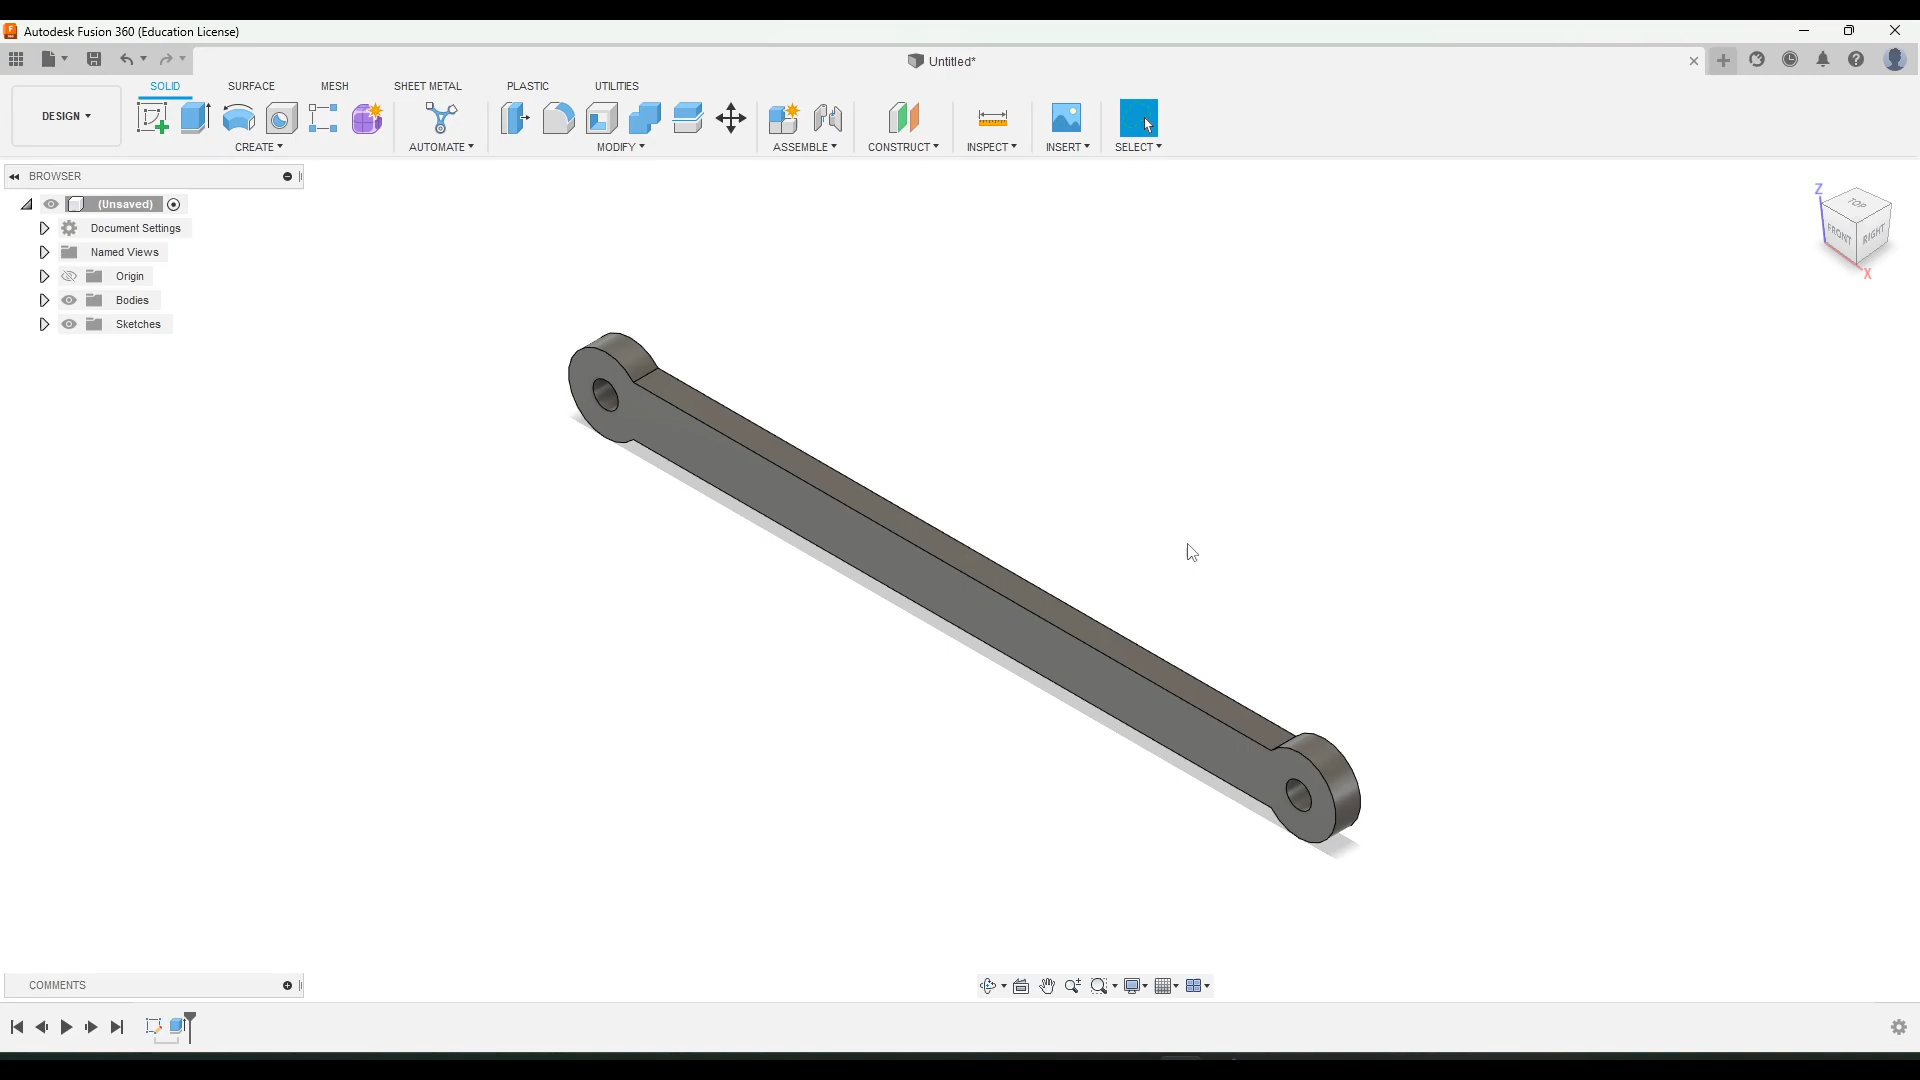 Autodesk Fusion 360 (Education License)
Untitled*
SOLID SURFACE MESH SHEET METAL PLASTIC UTILITIES
DESIGN
CREATE AUTOMATE MODIFY ASSEMBLE CONSTRUCT INSPECT INSERT SELECT
BROWSER
(Unsaved)
Document Settings
Named Views
Origin
Bodies
Sketches
Z
TOP
FRONT RIGHT
X
COMMENTS